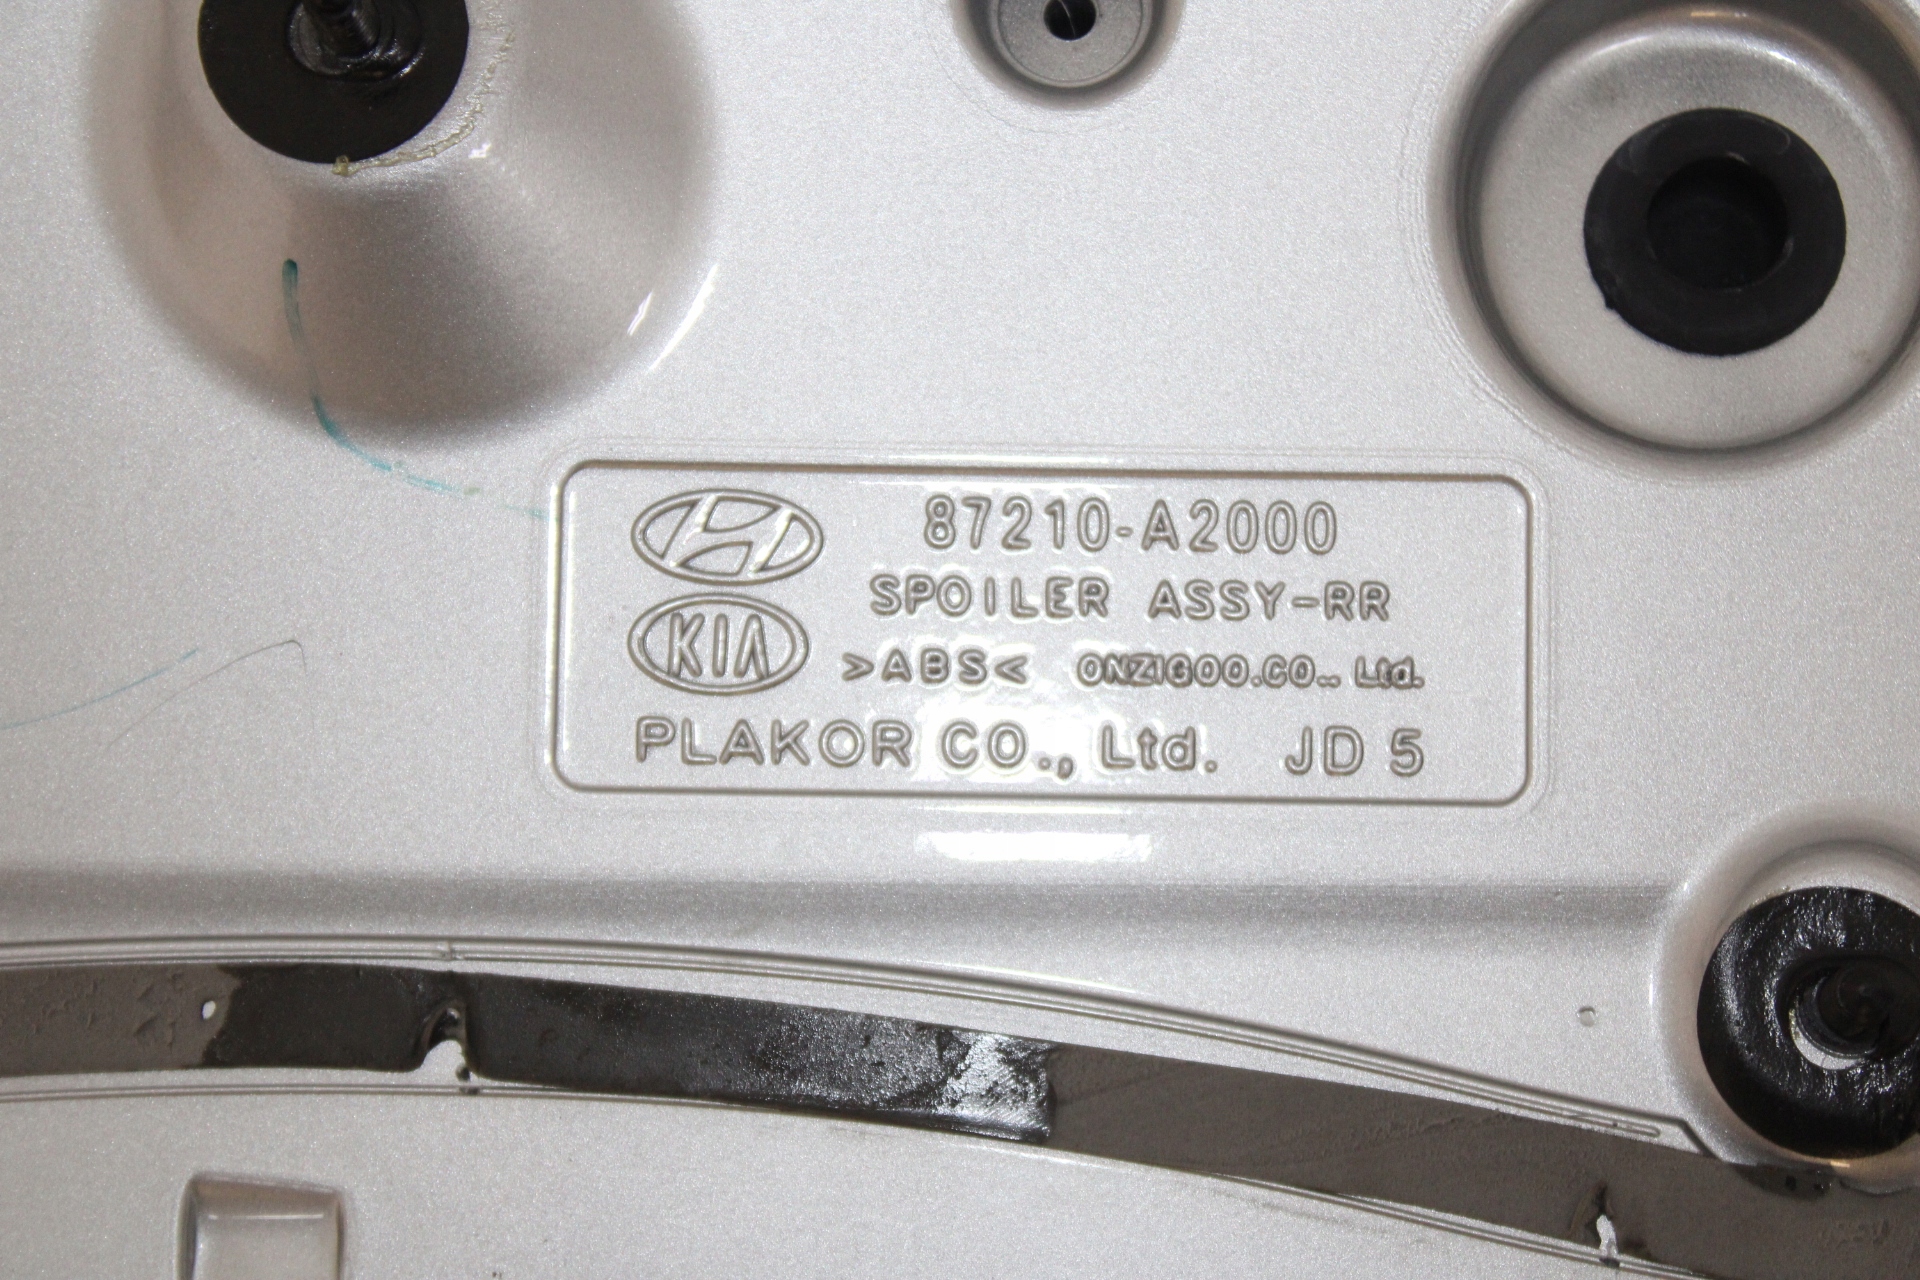 87210-A2000
SPOILER ASSY-RR
KIA >ABS< ONZIGOO.CO.. Ltd.
PLAKOR CO., Ltd. JD 5